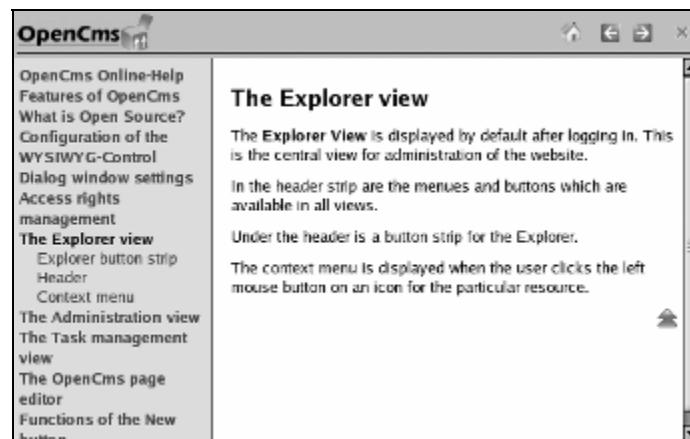 OpenCms
OpenCms Online-Help
Features of OpenCms
What is Open Source?
Configuration of the
WYSIWYG-Control
Dialog window settings
Access rights
management
The Explorer view
Explorer button strip
Header
Context menu
The Administration view
The Task management
view
The OpenCms page
editor
Functions of the New
button
The Explorer view
The Explorer View is displayed by default after logging in. This
is the central view for administration of the website.
In the header strip are the menues and buttons which are
available in all views.
Under the header is a button strip for the Explorer.
The context menu is displayed when the user clicks the left
mouse button on an icon for the particular resource.